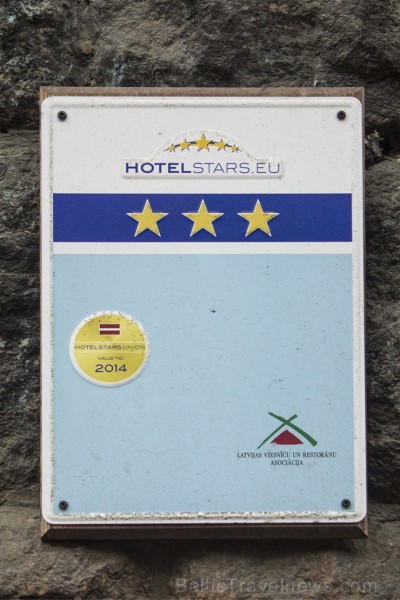 HOTELSTARS.EU
HOTELSTARS UNION
VALID TO:
2014
LATVIJAS VIESNĪCU UN RESTORĀNU
ASOCIĀCIJA
BalticTravelnews.com